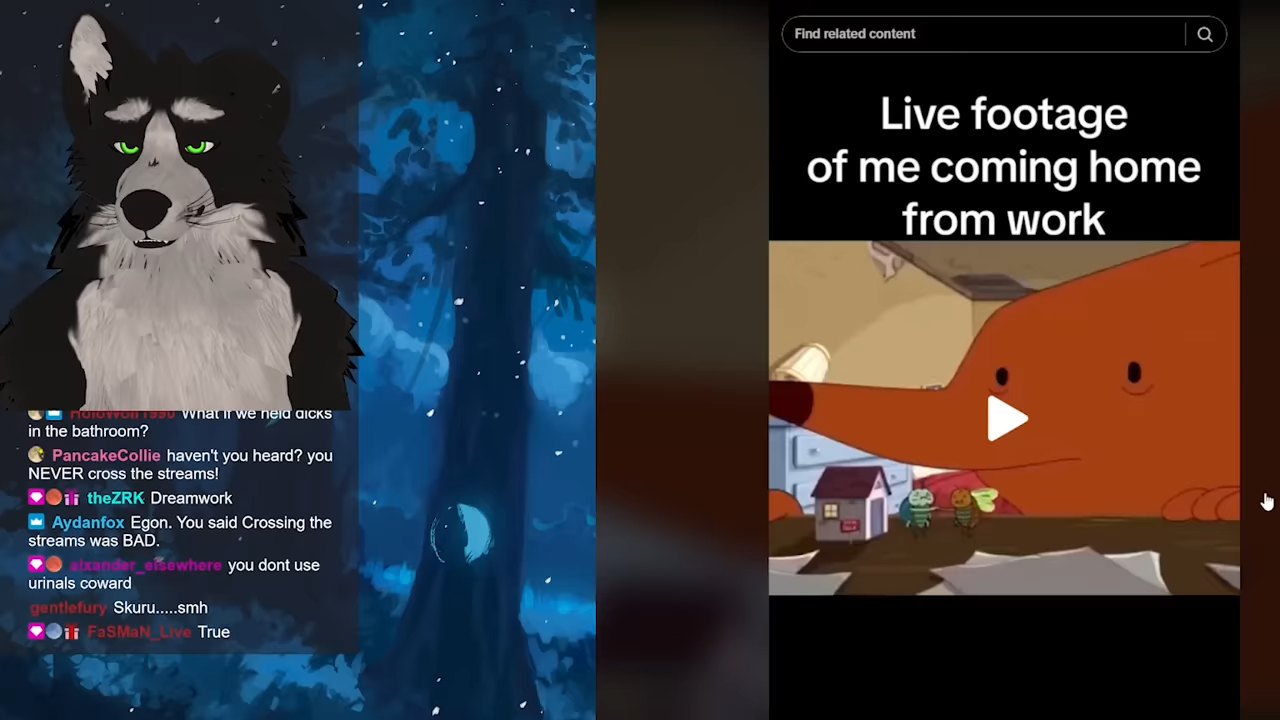 Find related content
Live footage
of me coming home
from work
HoloWolf1990 What if we held dicks
in the bathroom?
PancakeCollie haven't you heard? you
NEVER cross the streams!
theZRK Dreamwork
Aydanfox Egon. You said Crossing the
streams was BAD.
alxander_elsewhere you dont use
urinals coward
gentlefury Skuru.....smh
FaSMaN_Live True